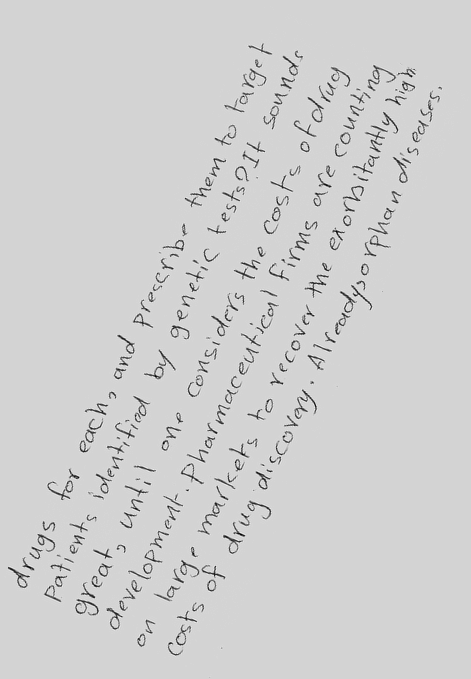 drugs for each, and prescribe them to target
patients identified by genetic tests? It sounds
great, until one considers the costs of drug
development. Pharmaceutical firms are counting
on large markets to recover the exorbitantly high
costs of drug discovery. Already, orphan diseases.